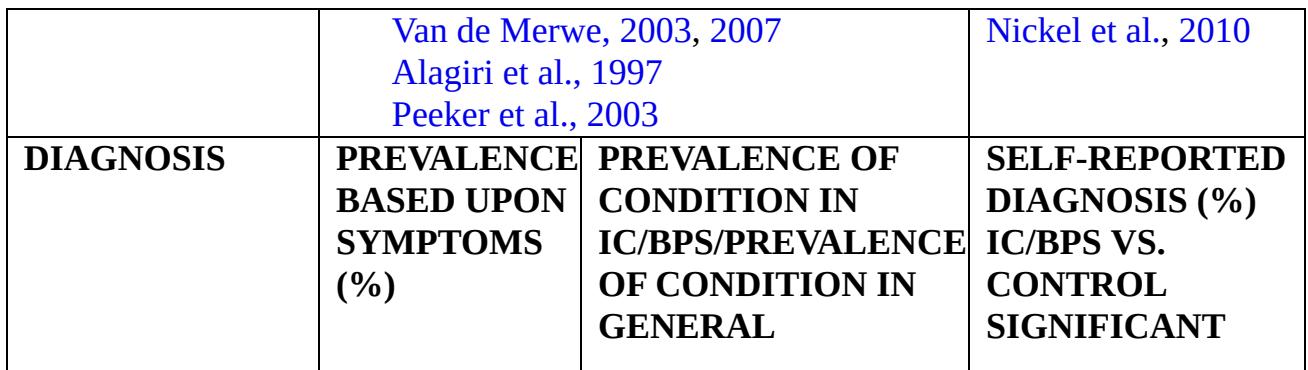 Van de Merwe, 2003, 2007
Alagiri et al., 1997
Peeker et al., 2003
Nickel et al., 2010
DIAGNOSIS
PREVALENCE
BASED UPON
SYMPTOMS
(%)
PREVALENCE OF
CONDITION IN
IC/BPS/PREVALENCE
OF CONDITION IN
GENERAL
SELF-REPORTED
DIAGNOSIS (%)
IC/BPS VS.
CONTROL
SIGNIFICANT